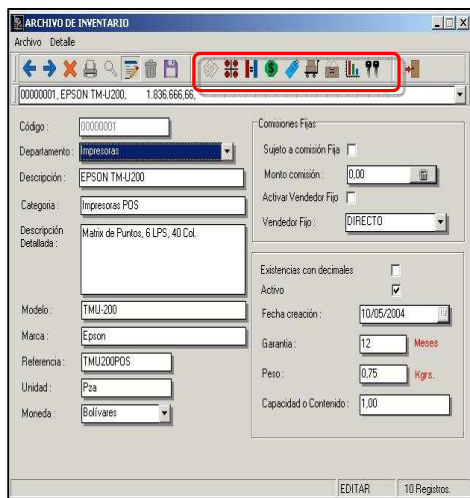 ARCHIVO DE INVENTARIO
Archivo Detalle
00000001, EPSON TM-U200, 1.836.666,66,
Código : 00000001
Departamento : Impresoras
Descripción : EPSON TM-U200
Categoria : Impresoras POS
Descripción Detallada : Matrix de Puntos, 6 LPS, 40 Col.
Modelo : TMU-200
Marca : Epson
Referencia : TMU200POS
Unidad : Pza
Moneda : Bolívares
Comisiones Fijas
Sujeto a comisión Fija
Monto comisión : 0,00
Activar Vendedor Fijo
Vendedor Fijo : DIRECTO
Existencias con decimales
Activo
Fecha creación : 10/05/2004 12
Garantia : 12 Meses
Peso : 0,75 Kgrs.
Capacidad o Contenido : 1,00
EDITAR 10 Registros.